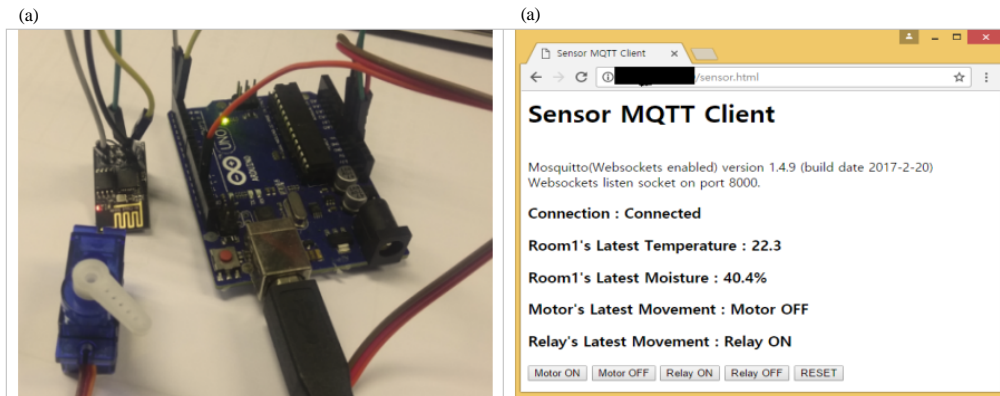 (a)
(a)
UNO
ARDUINO
Sensor MQTT Client
/sensor.html
Sensor MQTT Client
Mosquitto(Websockets enabled) version 1.4.9 (build date 2017-2-20)
Websockets listen socket on port 8000.
Connection : Connected
Room1's Latest Temperature : 22.3
Room1's Latest Moisture : 40.4%
Motor's Latest Movement : Motor OFF
Relay's Latest Movement : Relay ON
Motor ON
Motor OFF
Relay ON
Relay OFF
RESET